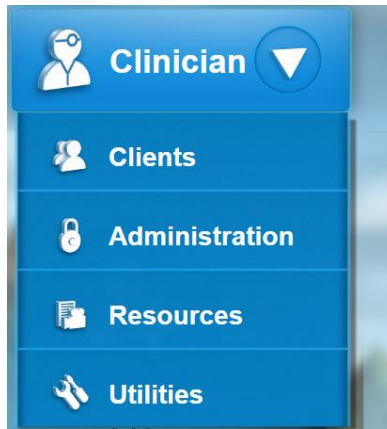 Clinician
Clients
Administration
Resources
Utilities